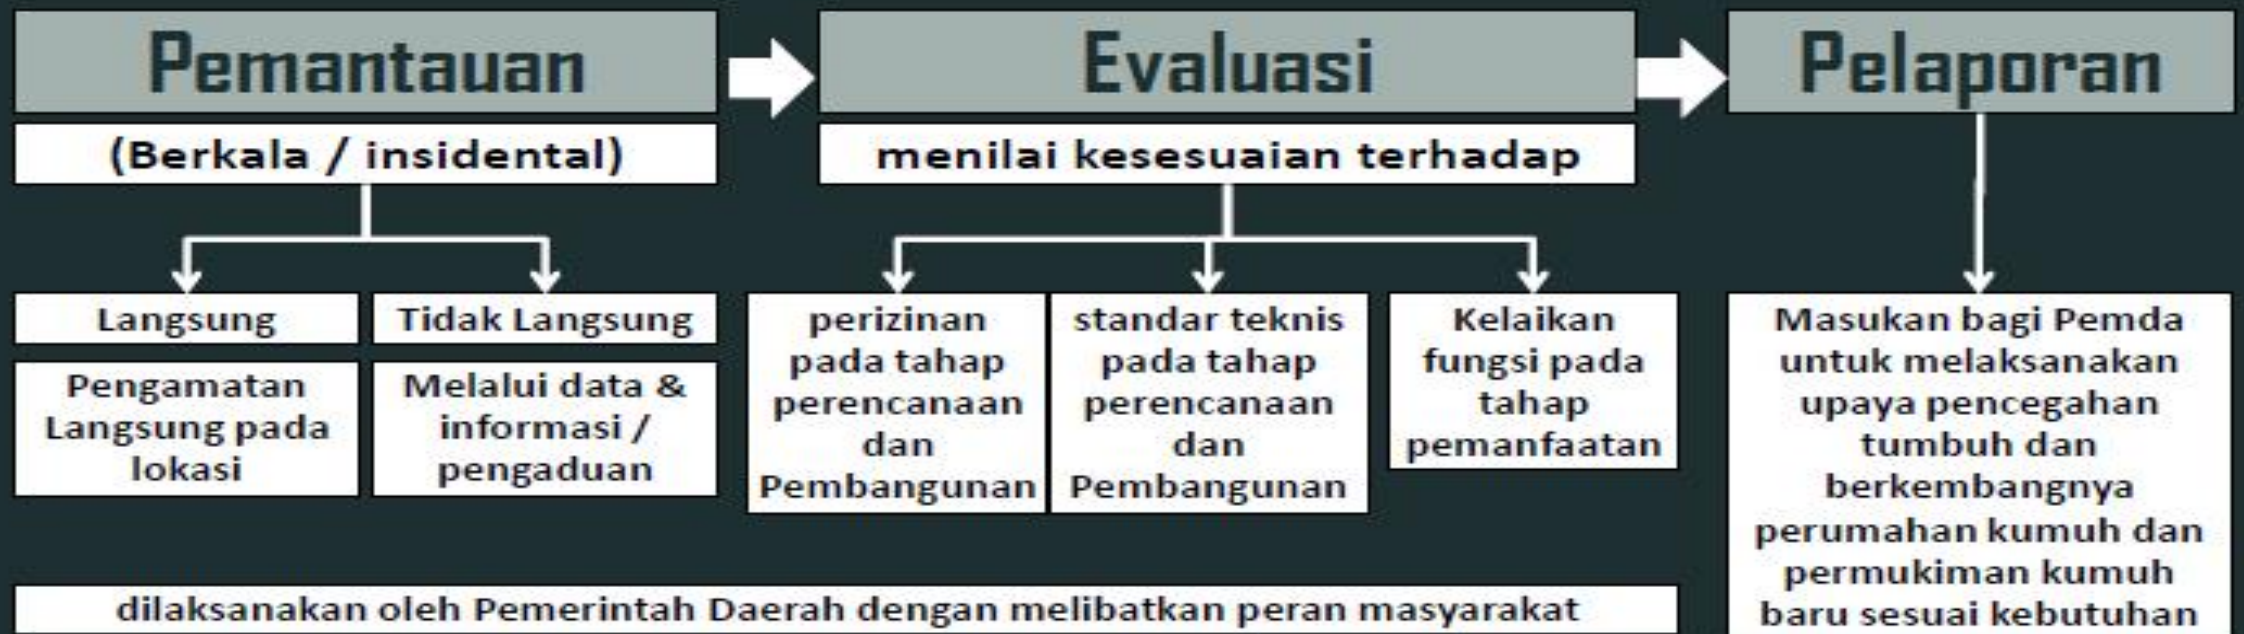 Pemantauan
(Berkala / insidental)
Langsung
Pengamatan
Langsung pada
lokasi
Tidak Langsung
Melalui data &
informasi /
pengaduan
Evaluasi
menilai kesesuaian terhadap
perizinan
pada tahap
perencanaan
dan
Pembangunan
standar teknis
pada tahap
perencanaan
dan
Pembangunan
Kelaikan
fungsi pada
tahap
pemanfaatan
dilaksanakan oleh Pemerintah Daerah dengan melibatkan peran masyarakat
Pelaporan
Masukan bagi Pemda
untuk melaksanakan
upaya pencegahan
tumbuh dan
berkembangnya
perumahan kumuh dan
permukiman kumuh
baru sesuai kebutuhan